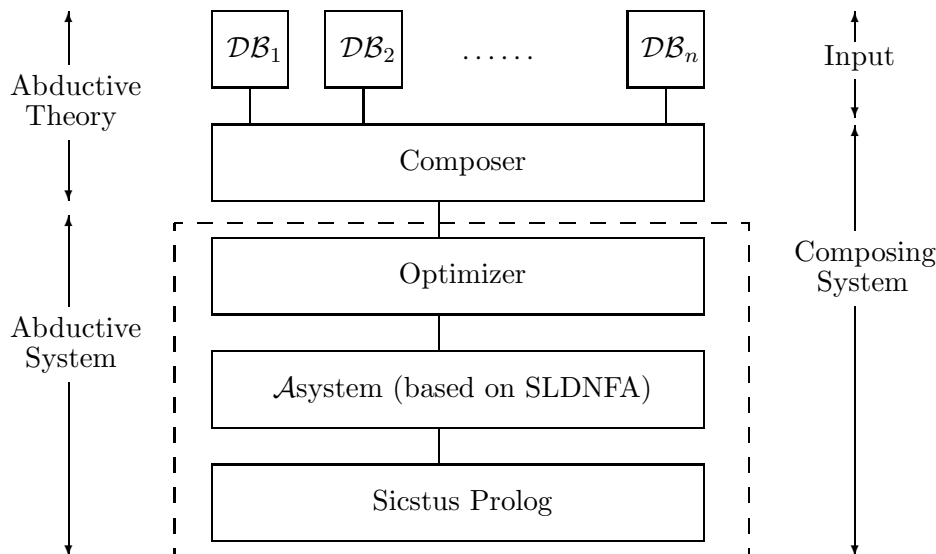 𝒟ℬ₁ 𝒟ℬ₂ ...... 𝒟ℬₙ
Input
Abductive
Theory
Composer
Composing
System
Optimizer
Abductive
System
𝒜system (based on SLDNFA)
Sicstus Prolog